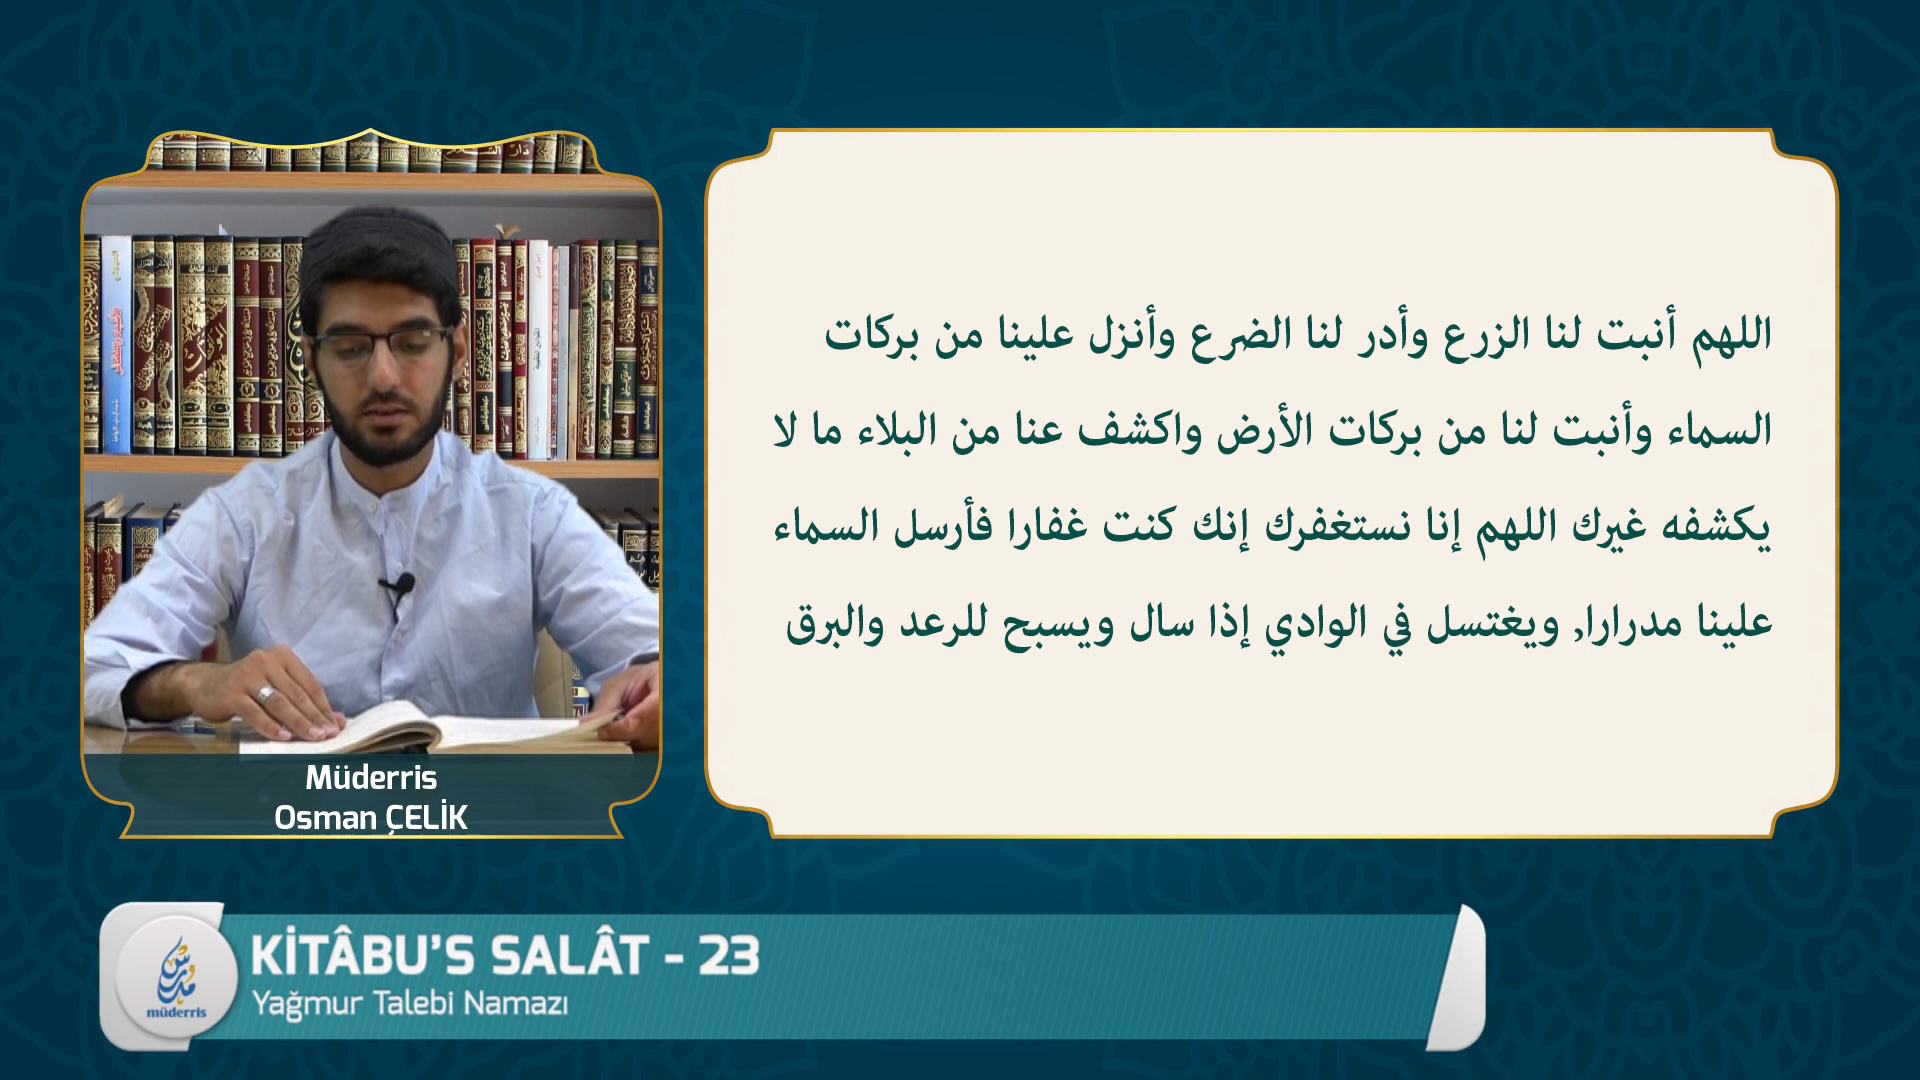 اللهم أنبت لنا الزرع وأدر لنا الضرع وأنزل علينا من بركات
السماء وأنبت لنا من بركات الأرض واكشف عنا من البلاء ما لا
يكشفه غيرك اللهم إنا نستغفرك إنك كنت غفارا فأرسل السماء
علينا مدرارا, ويغتسل في الوادي إذا سال ويسبح للرعد والبرق
Müderris
Osman ÇELİK
KİTÂBU’S SALÂT - 23
Yağmur Talebi Namazı
müderris